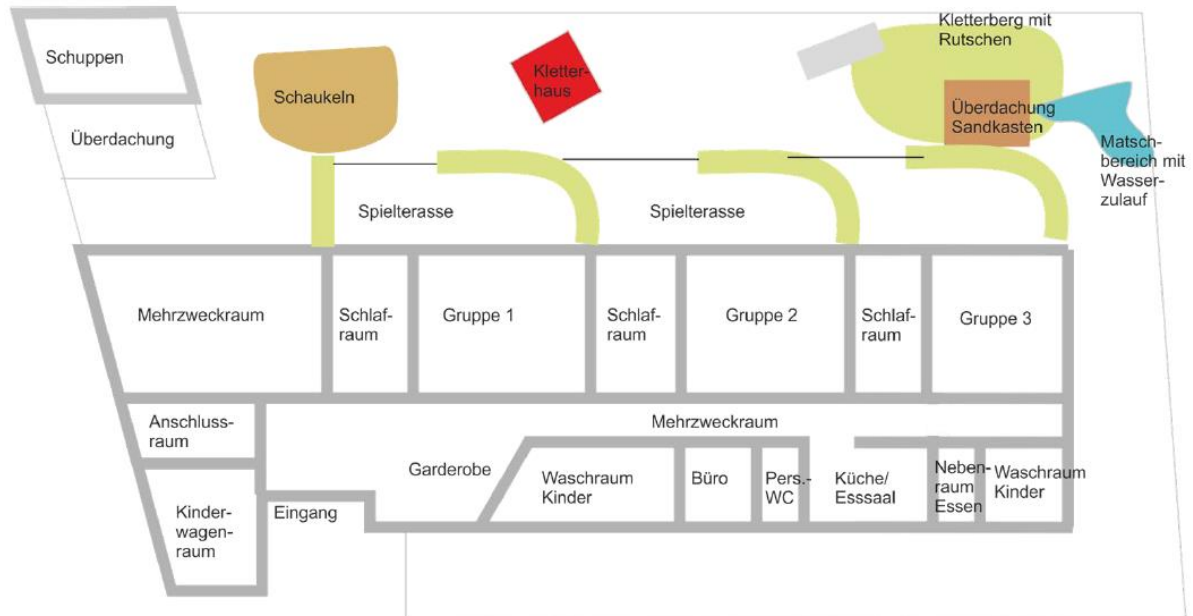 Schuppen
Überdachung
Schaukeln
Kletter-
haus
Kletterberg mit
Rutschen
Überdachung
Sandkasten
Matsch-
bereich mit
Wasser-
zulauf
Spielterasse
Spielterasse
Mehrzweckraum
Schlaf-
raum
Gruppe 1
Schlaf-
raum
Gruppe 2
Schlaf-
raum
Gruppe 3
Anschluss-
raum
Mehrzweckraum
Garderobe
Kinder-
wagen-
raum
Eingang
Waschraum
Kinder
Büro
Pers.-
WC
Küche/
Esssaal
Neben-
raum
Essen
Waschraum
Kinder